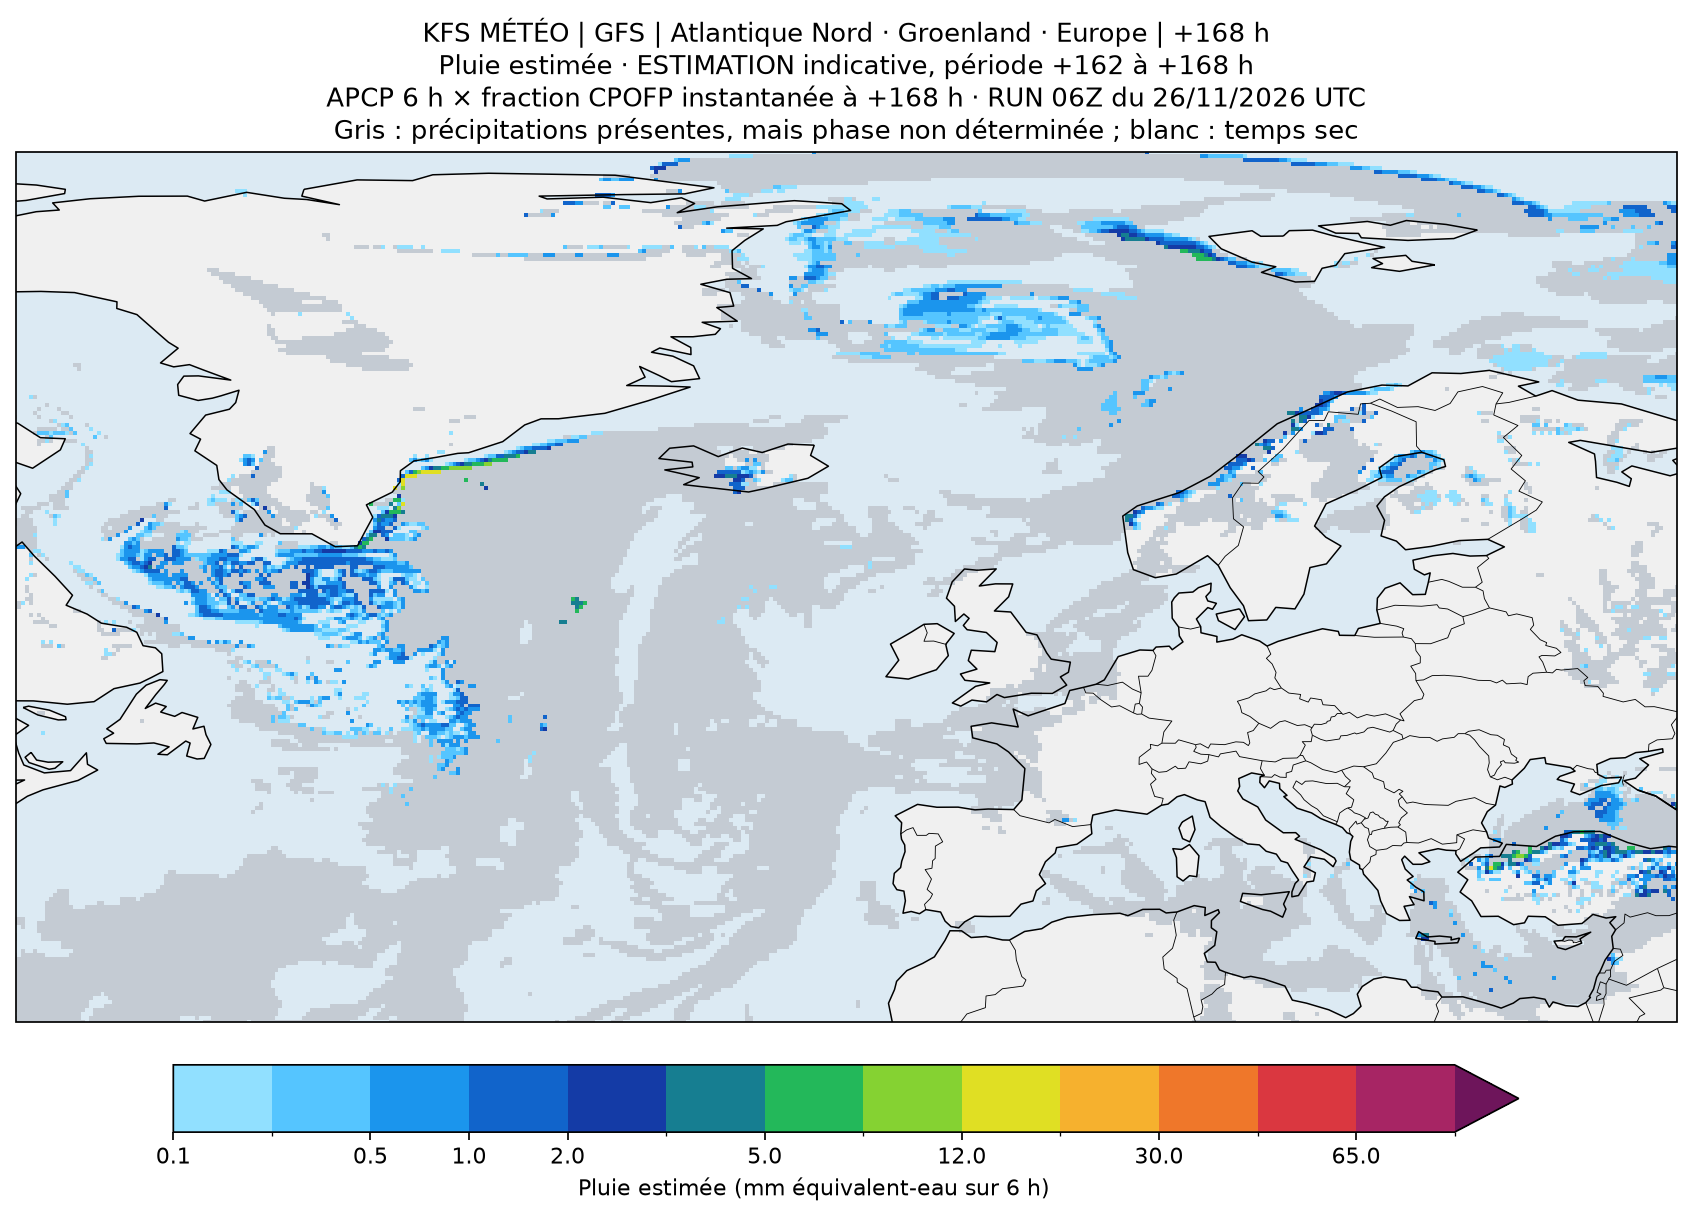 KFS MÉTÉO | GFS | Atlantique Nord · Groenland · Europe | +168 h
Pluie estimée · ESTIMATION indicative, période +162 à +168 h
APCP 6 h × fraction CPOFP instantanée à +168 h · RUN 06Z du 26/11/2026 UTC
Gris : précipitations présentes, mais phase non déterminée ; blanc : temps sec
0.1 0.5 1.0 2.0 5.0 12.0 30.0 65.0
Pluie estimée (mm équivalent-eau sur 6 h)